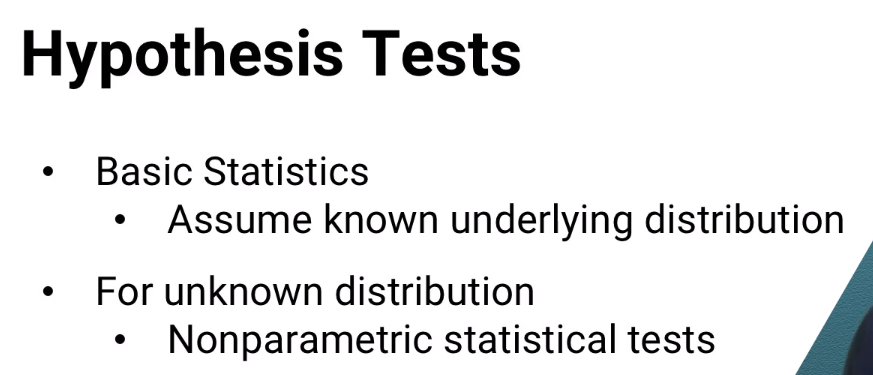 Hypothesis Tests
• Basic Statistics
• Assume known underlying distribution
• For unknown distribution
• Nonparametric statistical tests